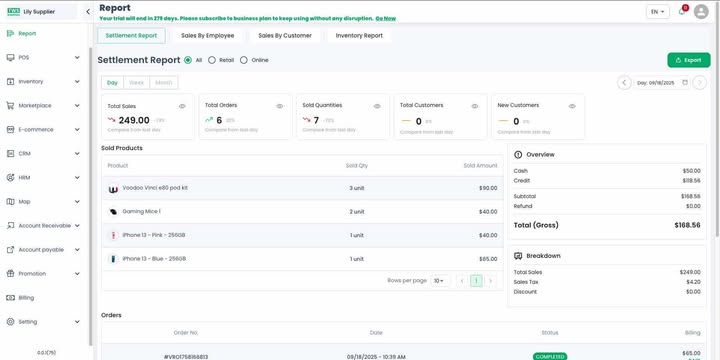 TWS
Lily Supplier
Report
Your trial will end in 279 days. Please subscribe to business plan to keep using without any disruption. Go Now
EN
Report
POS
Inventory
Marketplace
E-commerce
CRM
HRM
Map
Account Receivable
Account payable
Promotion
Billing
Setting
0.0.1(75)
Settlement Report
Sales By Employee
Sales By Customer
Inventory Report
Settlement Report
All
Retail
Online
Export
Day
Week
Month
Day: 09/18/2025
Total Sales
249.00
Compare from last day
Total Orders
6
Compare from last day
Sold Quantities
7
Compare from last day
Total Customers
0
0%
Compare from last day
New Customers
0
0%
Compare from last day
Sold Products
Product Sold Qty Sold Amount
Voodoo Vinci e80 pod kit 3 unit $90.00
Gaming Mice 1 2 unit $40.00
iPhone 13 - Pink - 256GB 1 unit $40.00
iPhone 13 - Blue - 256GB 1 unit $65.00
Rows per page 10
1
Overview
Cash $50.00
Credit $118.56
Subtotal $168.56
Refund $0.00
Total (Gross) $168.56
Breakdown
Total Sales $249.00
Sales Tax $4.20
Discount $0.00
Orders
Order No. Date Status Billing
#VRO1758168813 09/18/2025 - 10:39 AM COMPLETED $65.00